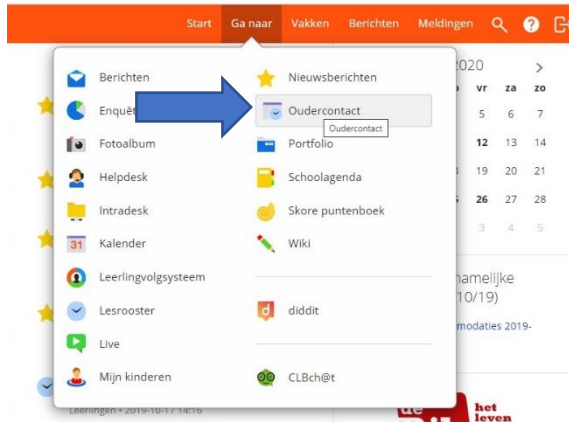 Start Ga naar Vakken Berichten Meldingen
Berichten
Enquêt
Fotoalbum
Helpdesk
Intradesk
31 Kalender
Leerlingvolgsysteem
Lesrooster
Live
Mijn kinderen
Nieuwsberichten
Oudercontact
Oudercontact
Portfolio
Schoolagenda
Skore puntenboek
Wiki
diddit
CLBch@t
2020 >
vr za zo
5 6 7
12 13 14
19 20 21
26 27 28
3 4 5
10/19)
modaties 2019-
het
leven
Leerlingen • 2019-10-17 14:16